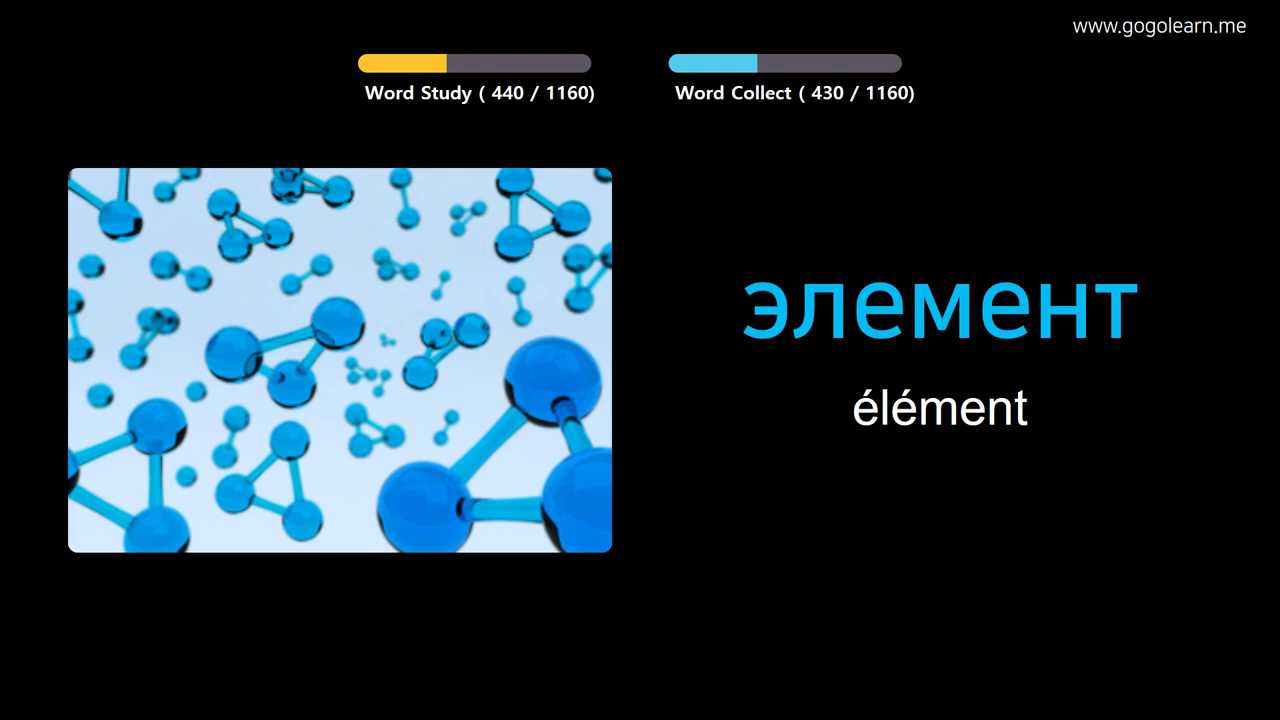 www.gogolearn.me
Word Study ( 440 / 1160)
Word Collect ( 430 / 1160)
элемент
élément